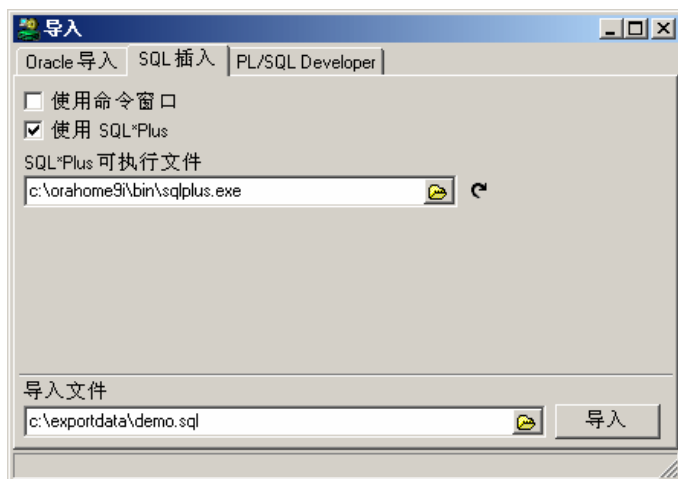 导入
Oracle 导入 SQL 插入 PL/SQL Developer
使用命令窗口
使用 SQL*Plus
SQL*Plus 可执行文件
c:\orahome9i\bin\sqlplus.exe
导入文件
c:\exportdata\demo.sql 导入